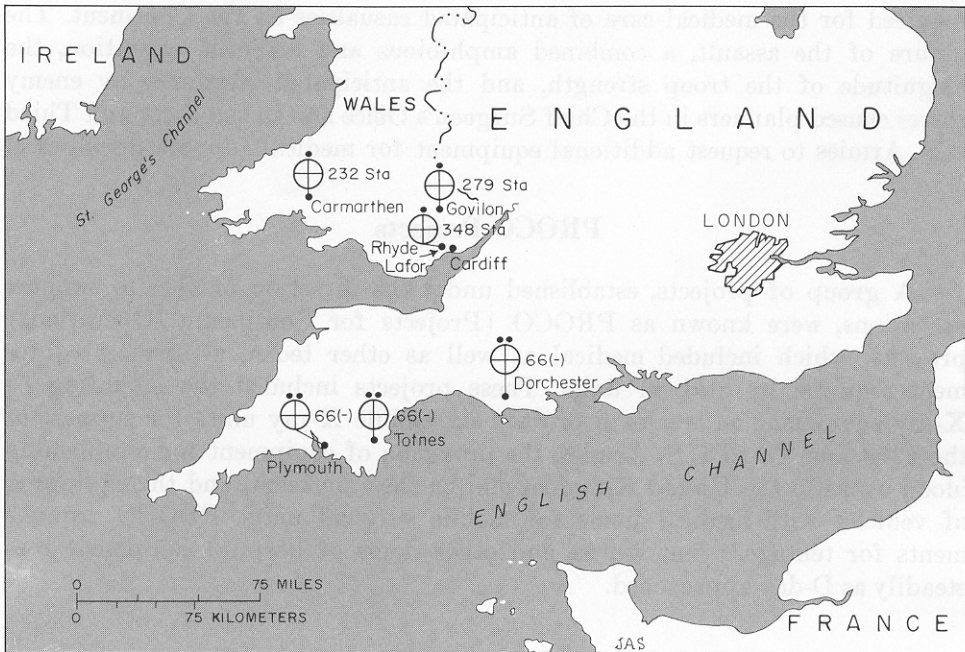 IRELAND
WALES
ENGLAND
St. George's Channel
232 Sta
279 Sta
Carmarthen
Govilon
348 Sta
LONDON
Rhyde
Lafor
Cardiff
66(-)
Dorchester
66(-)
66(-)
Totnes
Plymouth
ENGLISH CHANNEL
0 75 MILES
0 75
KILOMETERS
FRANCE
JAS